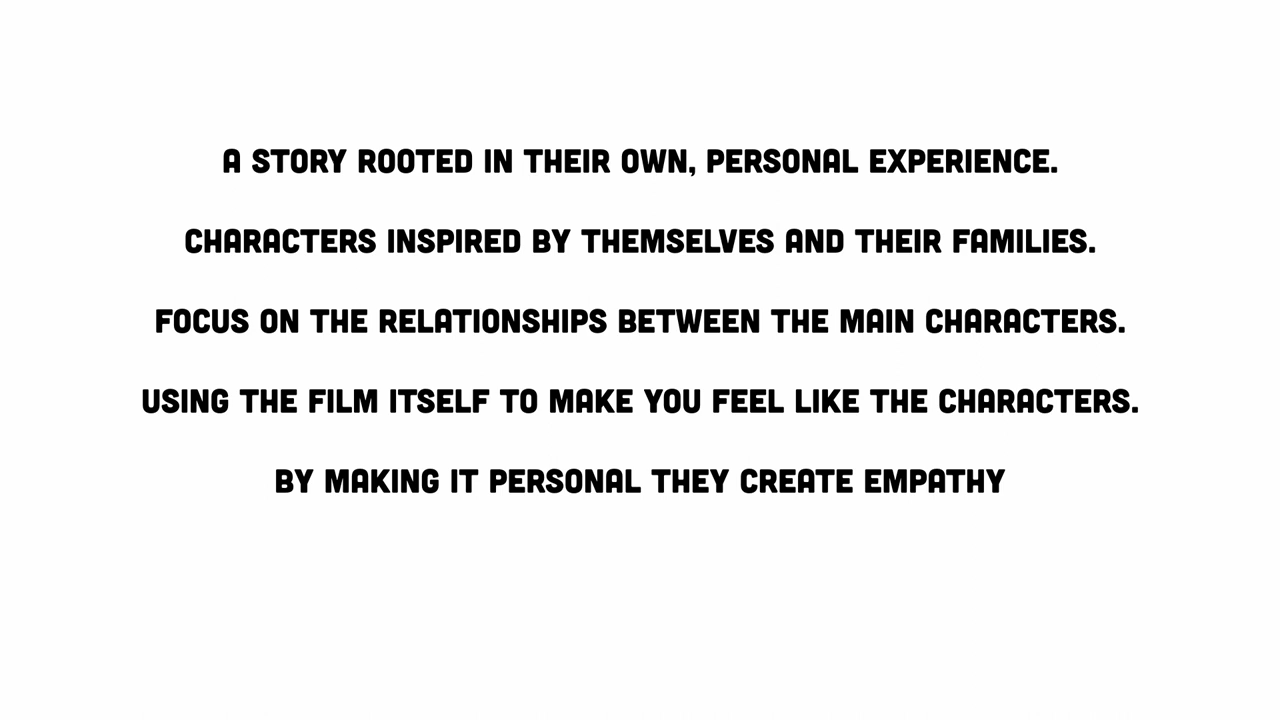 A STORY ROOTED IN THEIR OWN, PERSONAL EXPERIENCE.
CHARACTERS INSPIRED BY THEMSELVES AND THEIR FAMILIES.
FOCUS ON THE RELATIONSHIPS BETWEEN THE MAIN CHARACTERS.
USING THE FILM ITSELF TO MAKE YOU FEEL LIKE THE CHARACTERS.
BY MAKING IT PERSONAL THEY CREATE EMPATHY